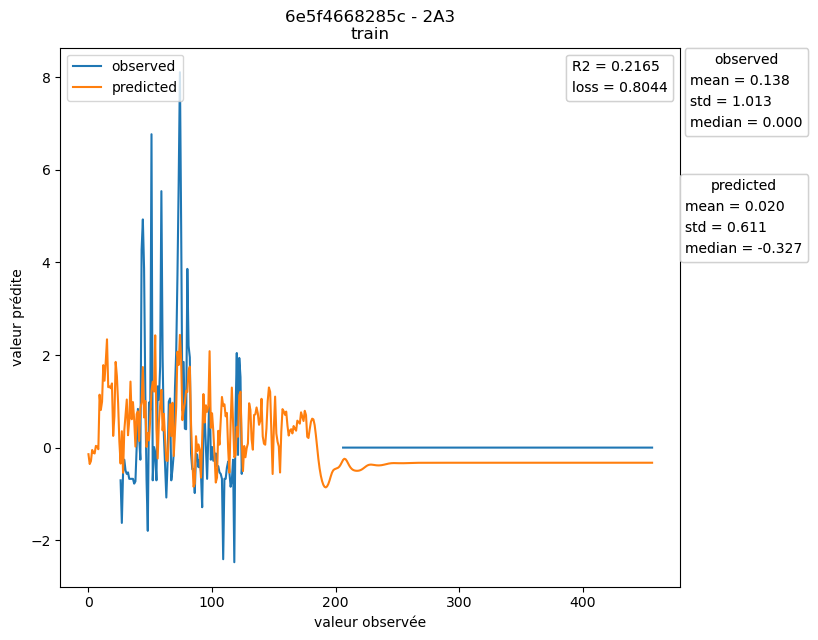 6e5f4668285c - 2A3
train
observed
predicted
R2 = 0.2165
loss = 0.8044
observed
mean = 0.138
std = 1.013
median = 0.000
predicted
mean = 0.020
std = 0.611
median = -0.327
valeur prédite
8
6
4
2
0
−2
0
100
200
300
400
valeur observée